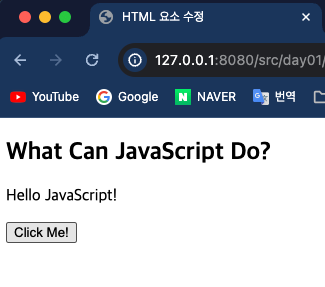 HTML 요소 수정
127.0.0.1:8080/src/day01/
YouTube Google NAVER 번역
What Can JavaScript Do?
Hello JavaScript!
Click Me!